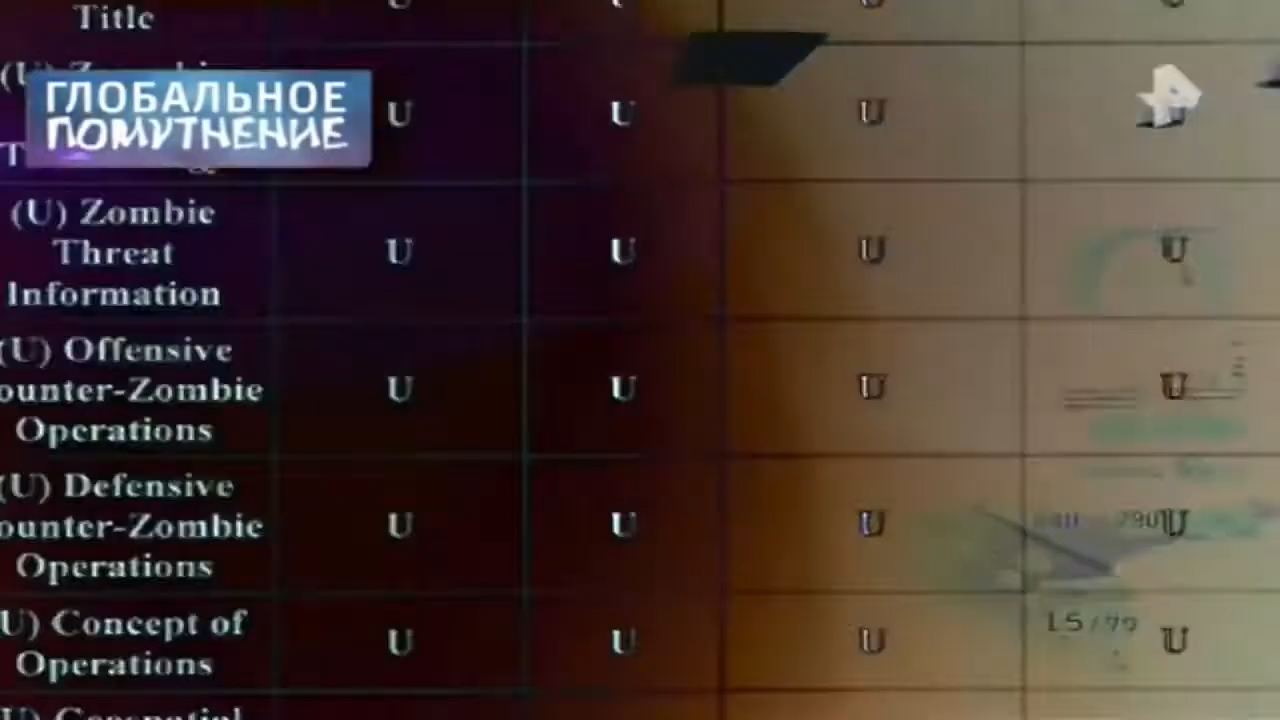 Title
ГЛОБАЛЬНОЕ
ПОМУТНЕНИЕ
U U U
(U) Zombie
Threat
Information
U U U U
(U) Offensive
ounter-Zombie
Operations
U U U U
(U) Defensive
ounter-Zombie
Operations
U U U U
U) Concept of
Operations
U U U U